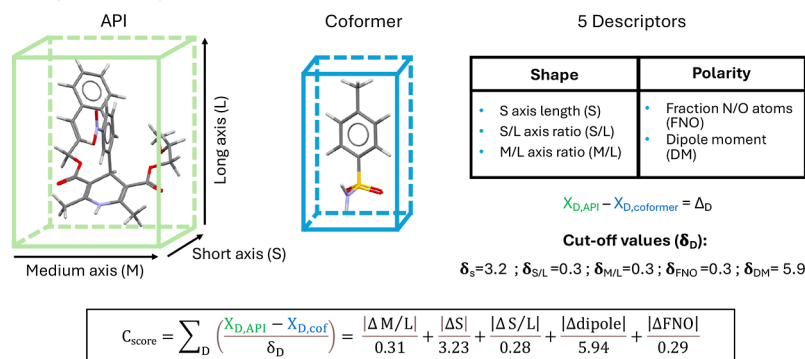 API
Coformer
5 Descriptors
Long axis (L)
Short axis (S)
Medium axis (M)
Shape
Polarity
• S axis length (S)
• S/L axis ratio (S/L)
• M/L axis ratio (M/L)
• Fraction N/O atoms
(FNO)
• Dipole moment
(DM)
X_D,API – X_D,coformer = Δ_D
Cut-off values (δ_D):
δ_s=3.2 ; δ_S/L=0.3 ; δ_M/L=0.3 ; δ_FNO=0.3 ; δ_DM= 5.9
C_score = ∑_D ((X_D,API − X_D,cof)/δ_D) = |Δ M/L|/0.31 + |ΔS|/3.23 + |Δ S/L|/0.28 + |Δdipole|/5.94 + |ΔFNO|/0.29